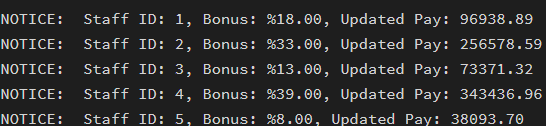 NOTICE:  Staff ID: 1, Bonus: %18.00, Updated Pay: 96938.89
NOTICE:  Staff ID: 2, Bonus: %33.00, Updated Pay: 256578.59
NOTICE:  Staff ID: 3, Bonus: %13.00, Updated Pay: 73371.32
NOTICE:  Staff ID: 4, Bonus: %39.00, Updated Pay: 343436.96
NOTICE:  Staff ID: 5, Bonus: %8.00, Updated Pay: 38093.70